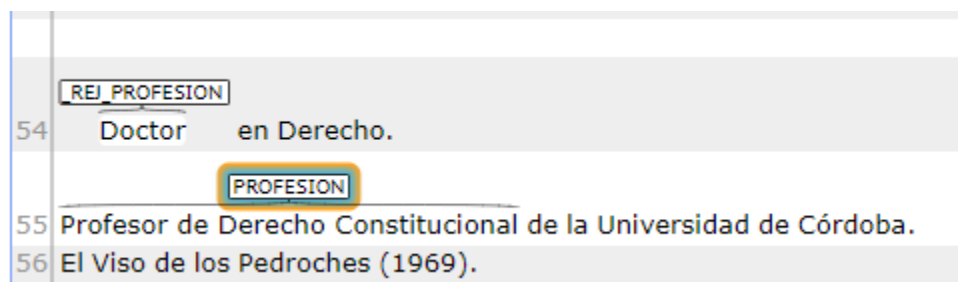 _REJ_PROFESION
54 Doctor en Derecho.
PROFESION
55 Profesor de Derecho Constitucional de la Universidad de Córdoba.
56 El Viso de los Pedroches (1969).